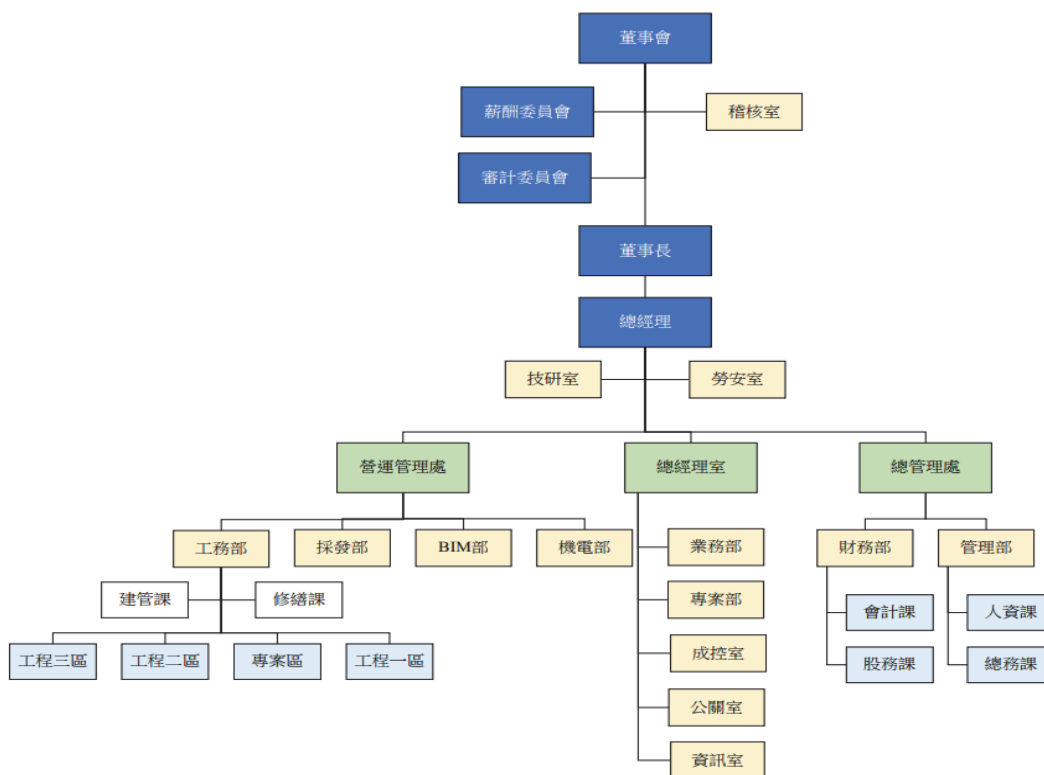 董事會
薪酬委員會
稽核室
審計委員會
董事長
總經理
技研室
勞安室
營運管理處
總經理室
總管理處
工務部
採發部
BIM部
機電部
業務部
財務部
管理部
建管課
修繕課
專案部
會計課
人資課
工程三區
工程二區
專案區
工程一區
成控室
股務課
總務課
公關室
資訊室